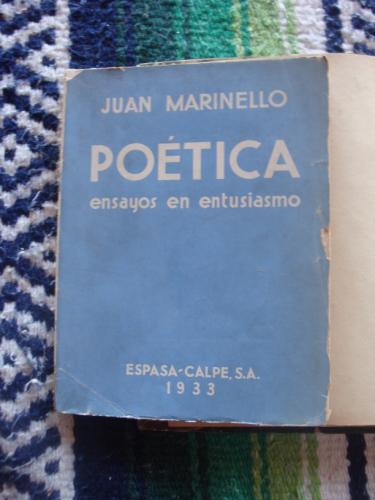 JUAN MARINELLO
POÉTICA
ensayos en entusiasmo
ESPASA-CALPE, S.A.
1933